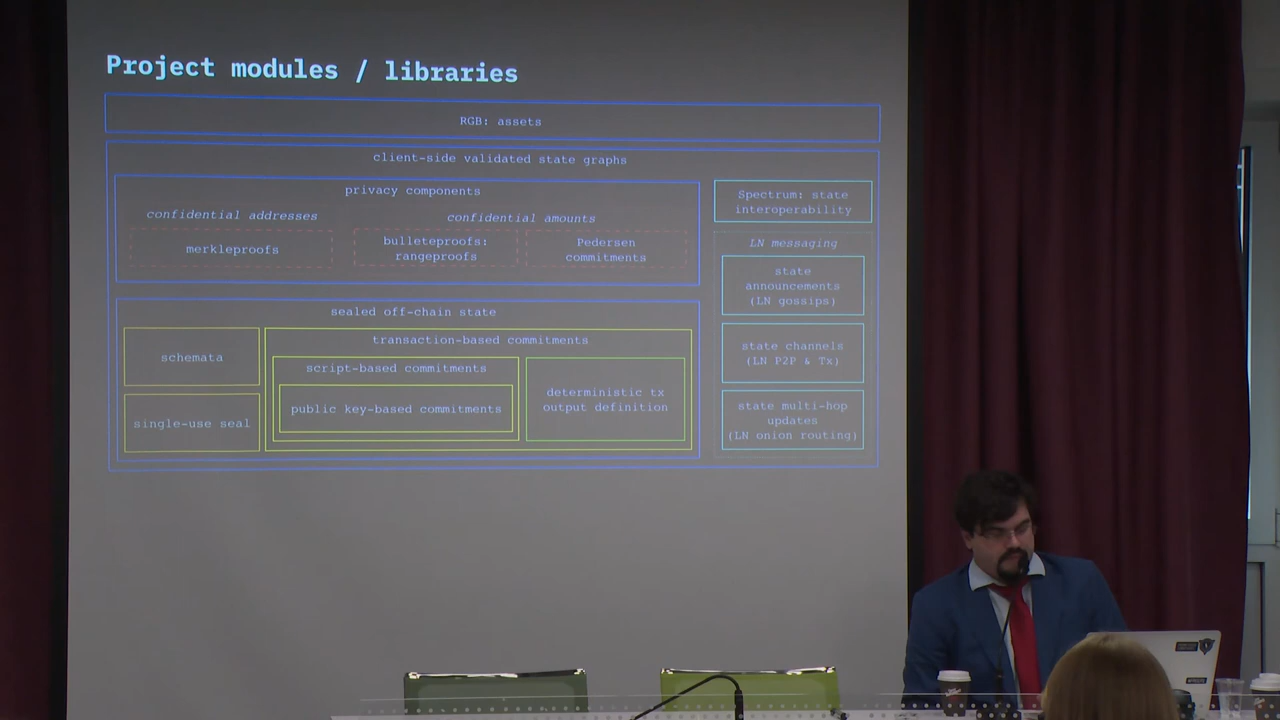 Project modules / libraries
RGB: assets
client-side validated state graphs
privacy components
confidential addresses
confidential amounts
merkleproofs
bulleteproofs:
rangeproofs
Pedersen
commitments
Spectrum: state
interoperability
LN messaging
state
announcements
(LN gossips)
state channels
(LN P2P & Tx)
state multi-hop
updates
(LN onion routing)
sealed off-chain state
schemata
single-use seal
transaction-based commitments
script-based commitments
public key-based commitments
deterministic tx
output definition